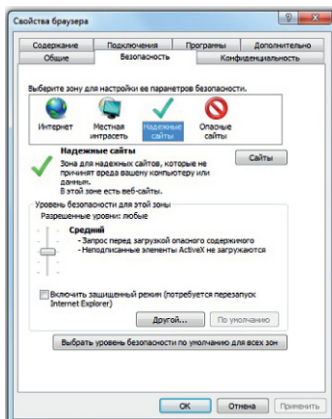 Свойства браузера
Содержание Подключения Программы Дополнительно
Общие Безопасность Конфиденциальность
Выберите зону для настройки ее параметров безопасности.
Интернет Местная интрасеть Надежные сайты Опасные сайты
Надежные сайты
Сайты
Зона для надежных сайтов, которые не
причинят вреда вашему компьютеру или
данным.
В этой зоне есть веб-сайты.
Уровень безопасности для этой зоны
Разрешенные уровни: любые
Средний
- Запрос перед загрузкой опасного содержимого
- Неподписанные элементы ActiveX не загружаются
Включить защищенный режим (потребуется перезапуск
Internet Explorer)
Другой... По умолчанию
Выбрать уровень безопасности по умолчанию для всех зон
OK Отмена Применить